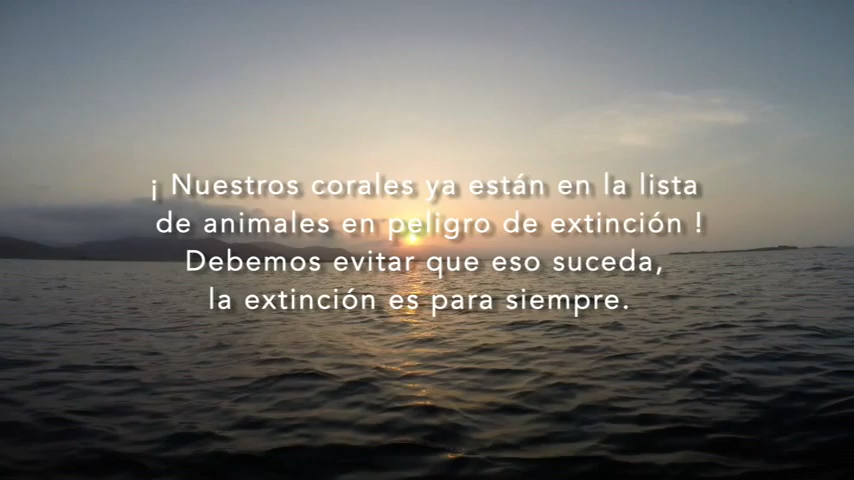 ¡ Nuestros corales ya están en la lista
de animales en peligro de extinción !
Debemos evitar que eso suceda,
la extinción es para siempre.